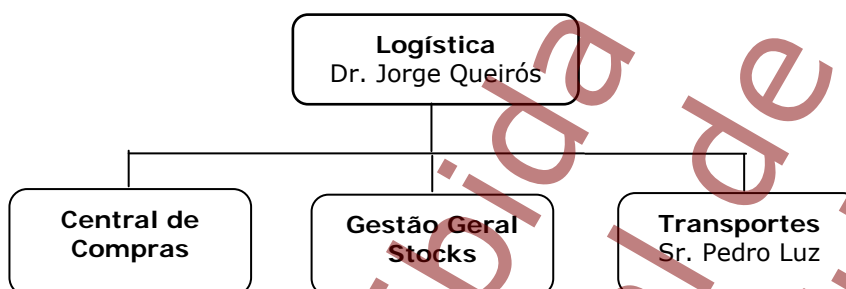 Logística
Dr. Jorge Queirós
Central de
Compras
Gestão Geral
Stocks
Transportes
Sr. Pedro Luz